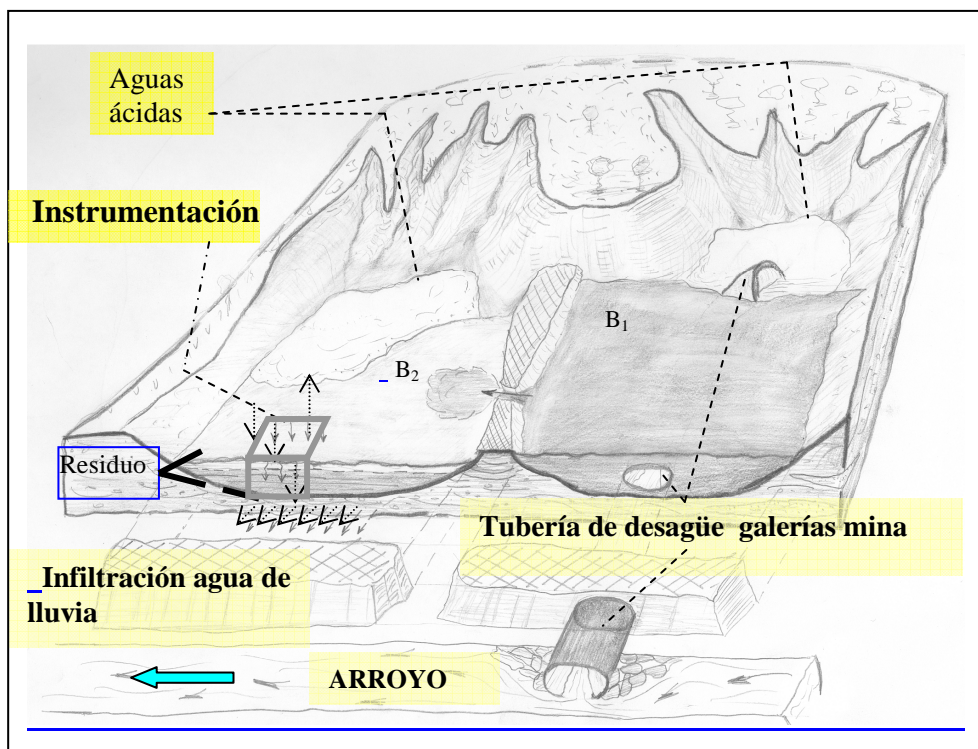 Aguas
ácidas
Instrumentación
B₁
B₂
Residuo
Tubería de desagüe galerías mina
Infiltración agua de
lluvia
ARROYO